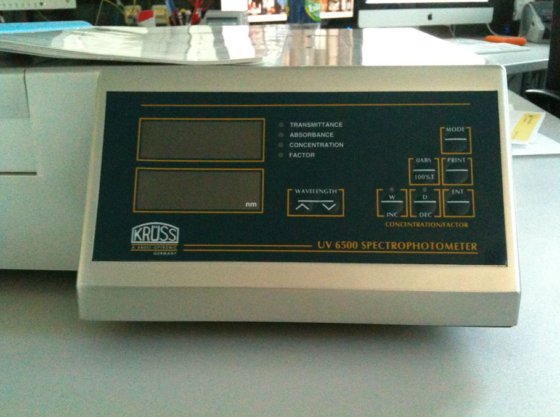 TRANSMITTANCE
ABSORBANCE
CONCENTRATION
FACTOR
MODE
0ABS
100%T
PRINT
WAVELENGTH
nm
W
INC
D
DEC
ENT
CONCENTRATION/FACTOR
KRÜSS
GERMANY
UV 6500 SPECTROPHOTOMETER